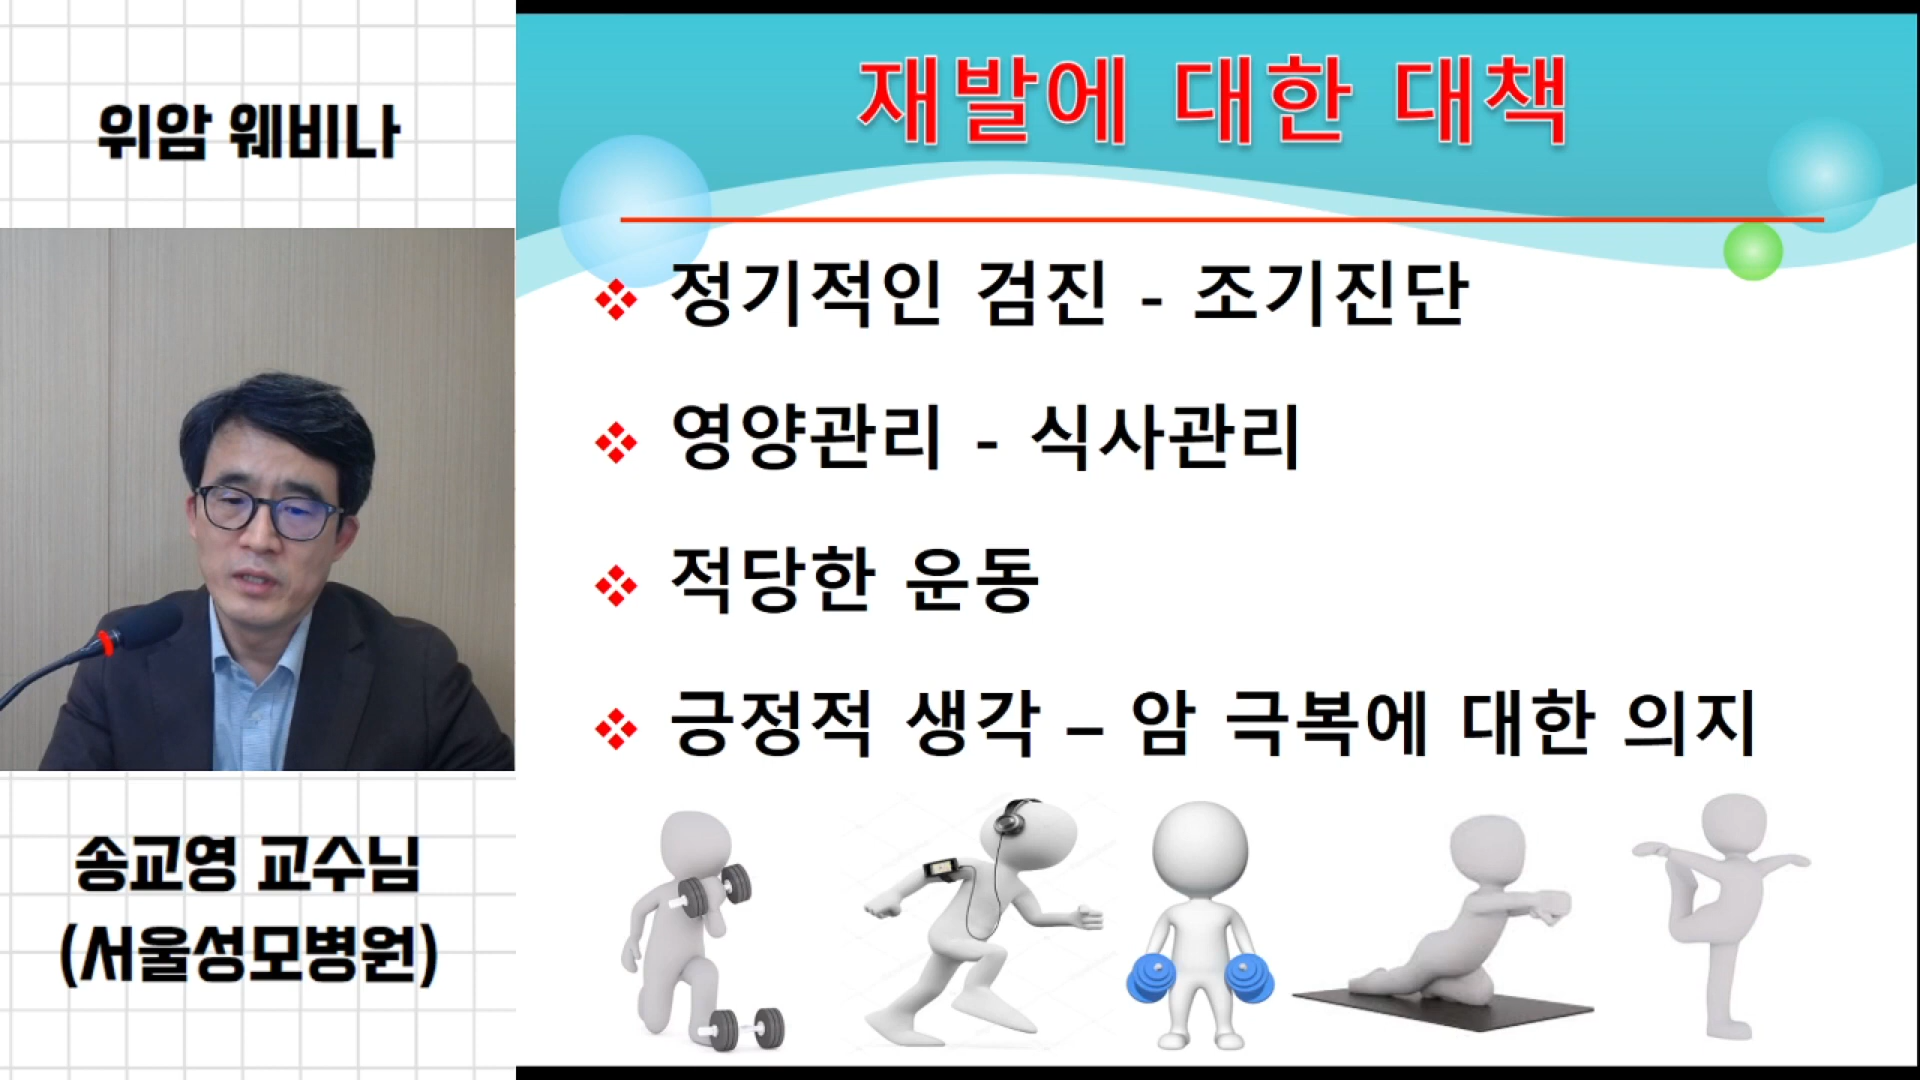 위암 웨비나
송교영 교수님
(서울성모병원)
재발에 대한 대책
정기적인 검진 - 조기진단
영양관리 - 식사관리
적당한 운동
긍정적 생각 – 암 극복에 대한 의지